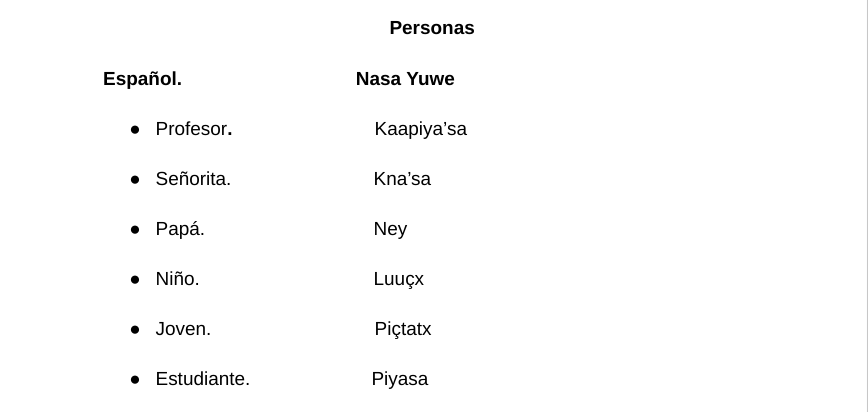 Personas
Español. Nasa Yuwe
● Profesor. Kaapiya’sa
● Señorita. Kna’sa
● Papá. Ney
● Niño. Luuçx
● Joven. Piçtatx
● Estudiante. Piyasa